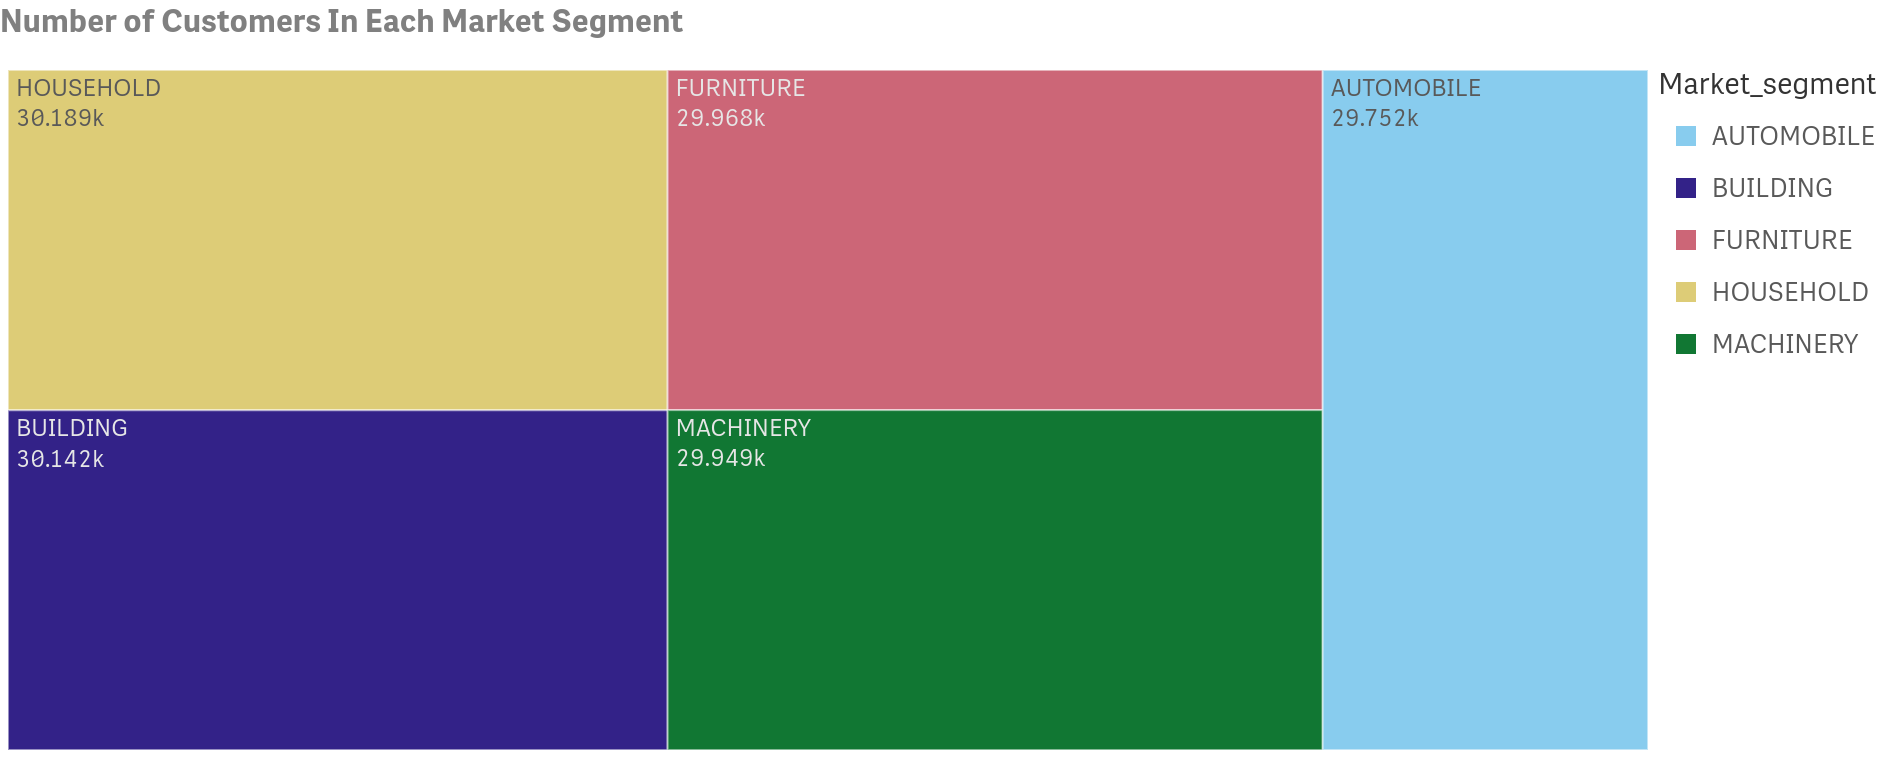 Number of Customers In Each Market Segment
HOUSEHOLD
30.189k
FURNITURE
29.968k
AUTOMOBILE
29.752k
BUILDING
30.142k
MACHINERY
29.949k
Market_segment
AUTOMOBILE
BUILDING
FURNITURE
HOUSEHOLD
MACHINERY